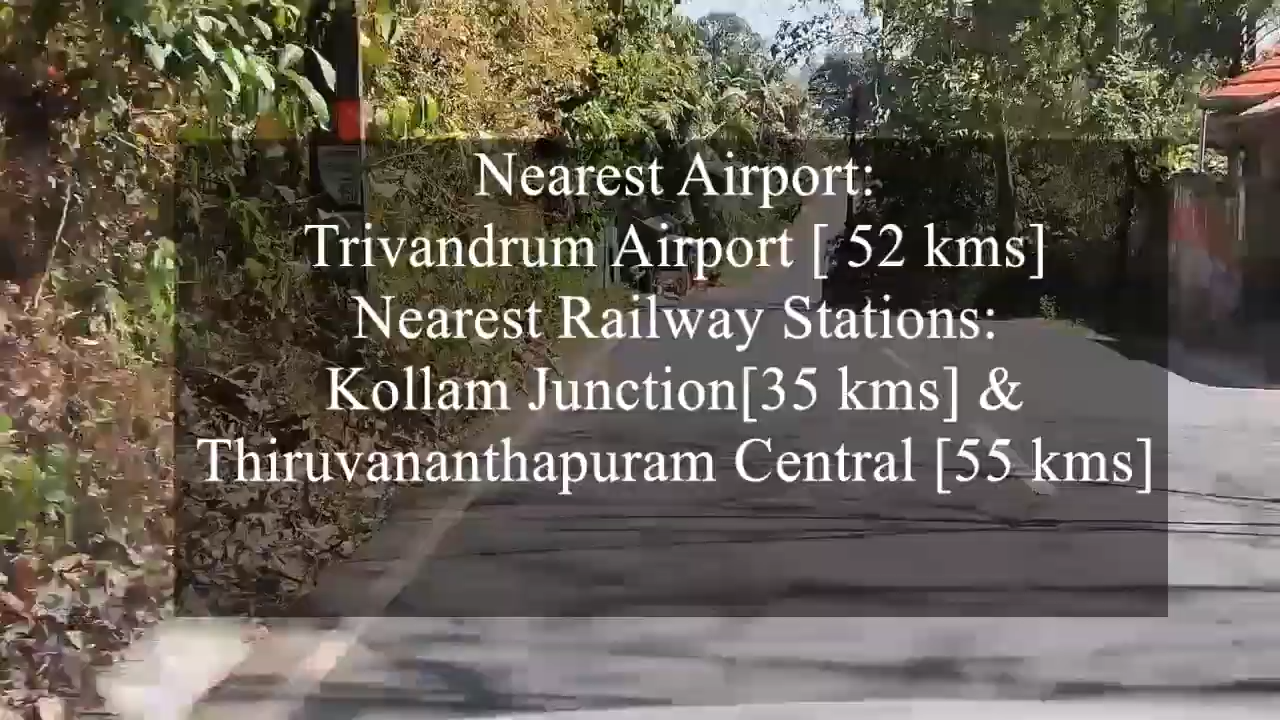 Nearest Airport:
Trivandrum Airport [ 52 kms]
Nearest Railway Stations:
Kollam Junction[35 kms] &
Thiruvananthapuram Central [55 kms]